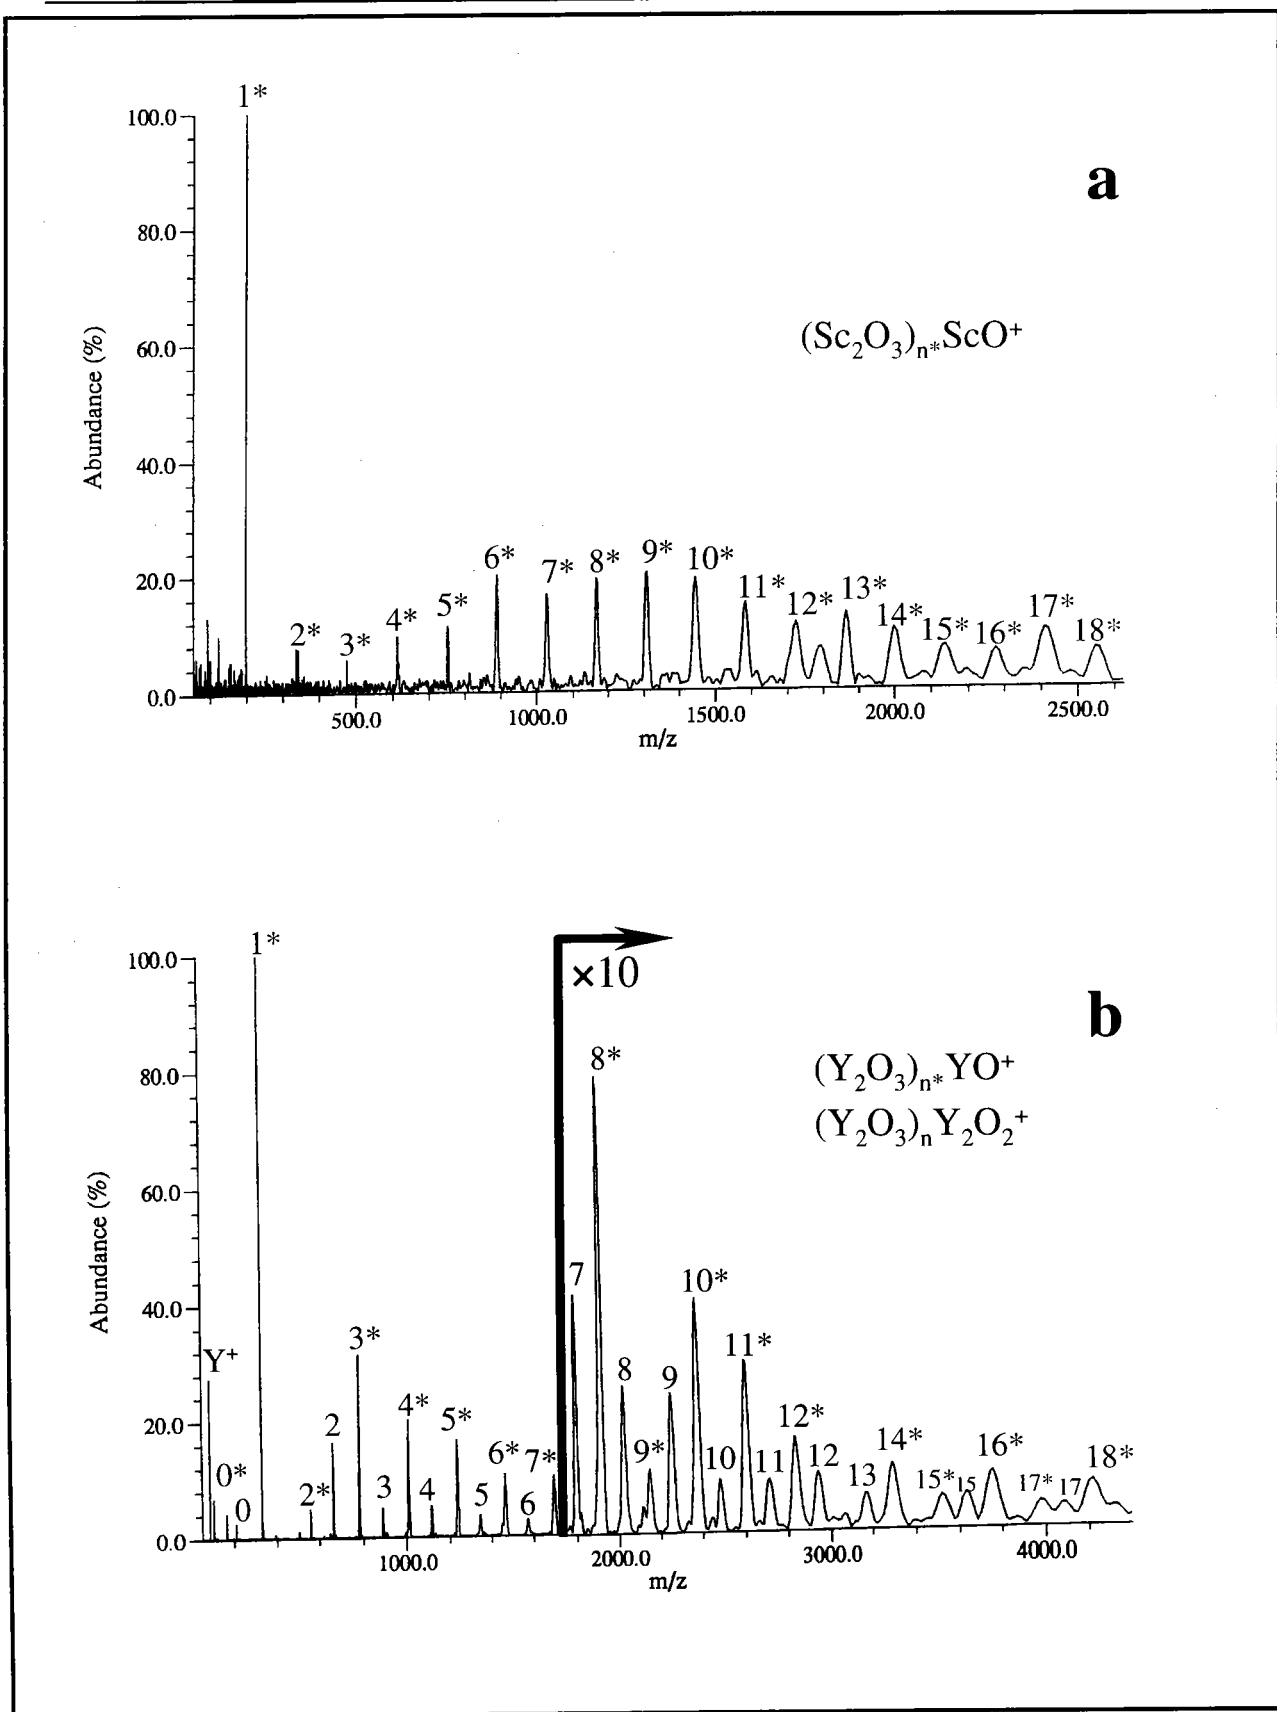 1*
100.0
a
80.0
(Sc₂O₃)ₙ*ScO⁺
60.0
Abundance (%)
40.0
6* 7* 8* 9* 10*
20.0
2* 3* 4* 5* 11* 12* 13* 14* 15* 16* 17* 18*
0.0
500.0 1000.0 1500.0 2000.0 2500.0
m/z
1*
100.0
×10
b
8*
(Y₂O₃)ₙ*YO⁺
80.0
(Y₂O₃)ₙY₂O₂⁺
60.0
Abundance (%)
7 10*
40.0
Y⁺ 3* 8 9 11*
20.0
0* 0 2* 2 3 4* 4 5* 5 6* 6 7* 9* 10 11 12* 12 13 14* 15* 15 16* 17* 17 18*
0.0
1000.0 2000.0 3000.0 4000.0
m/z